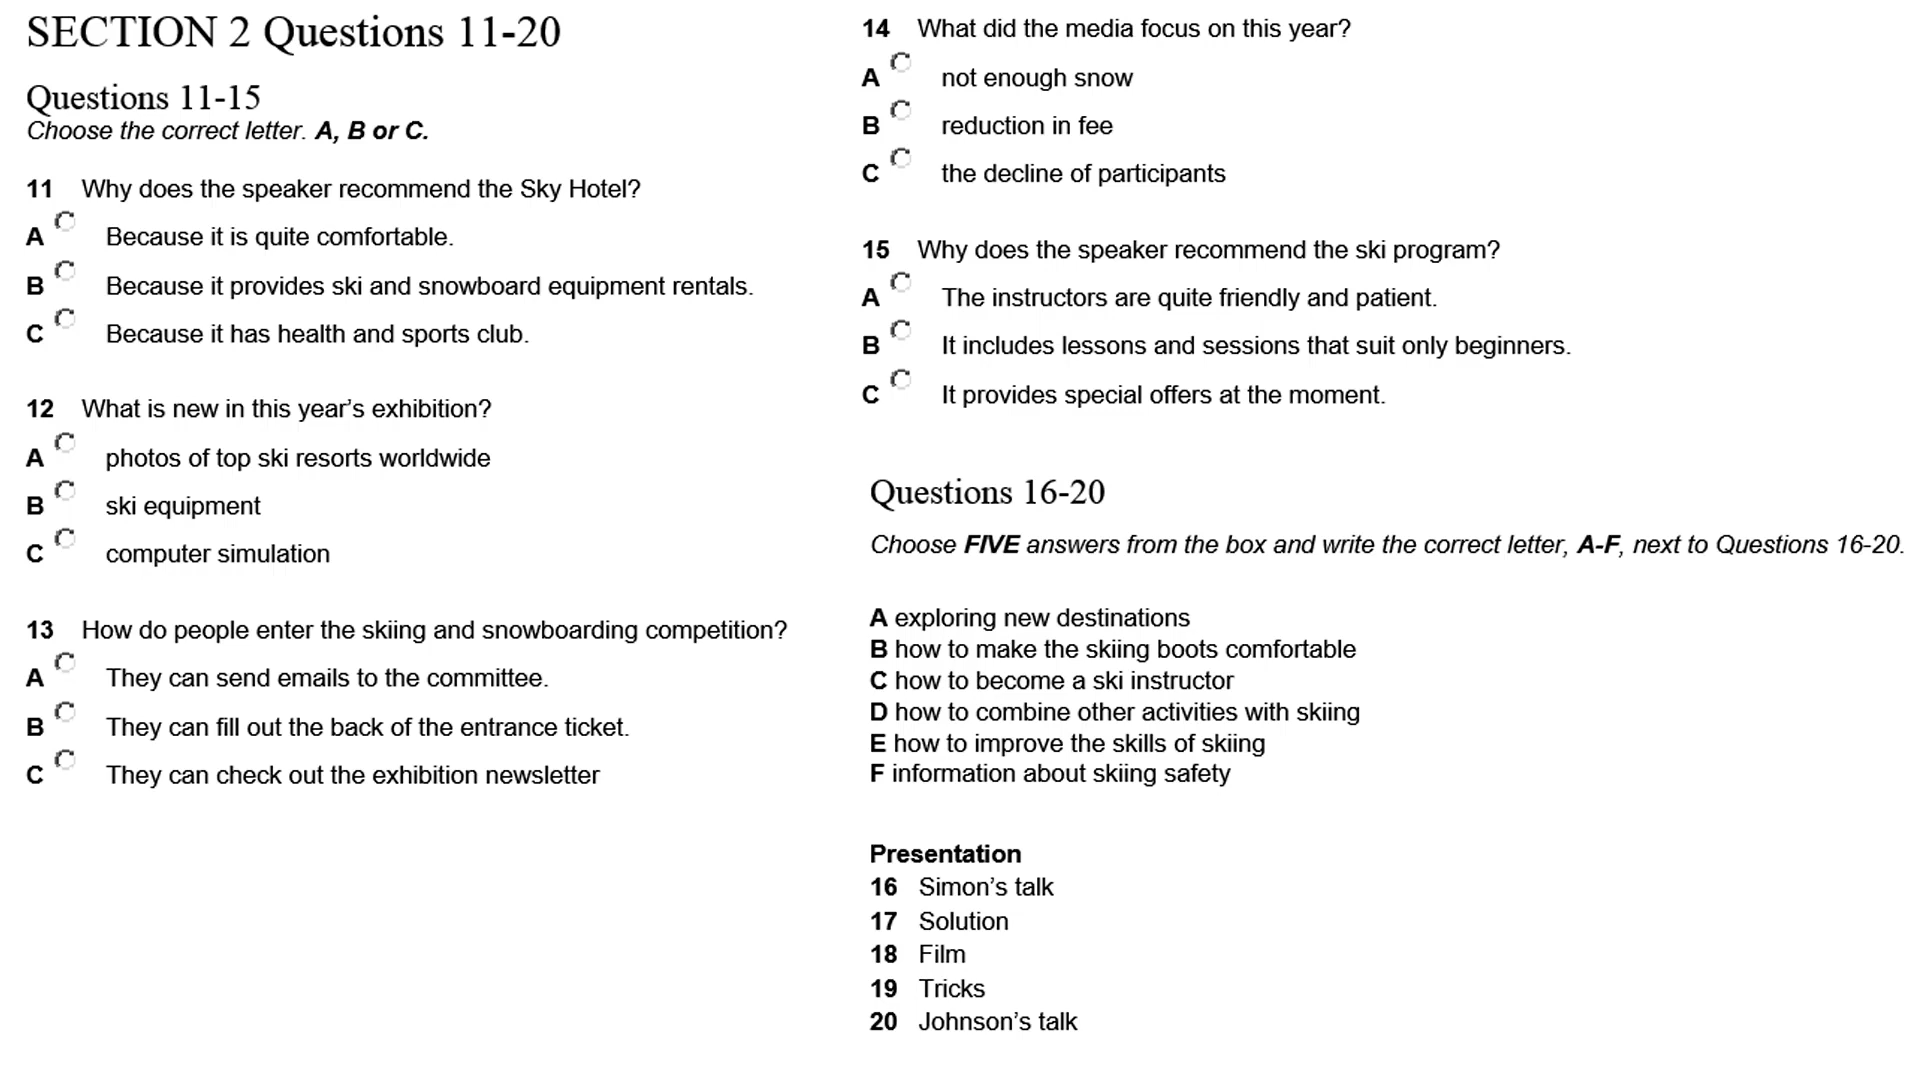 SECTION 2 Questions 11-20
Questions 11-15
Choose the correct letter. A, B or C.
11 Why does the speaker recommend the Sky Hotel?
A Because it is quite comfortable.
B Because it provides ski and snowboard equipment rentals.
C Because it has health and sports club.
12 What is new in this year’s exhibition?
A photos of top ski resorts worldwide
B ski equipment
C computer simulation
13 How do people enter the skiing and snowboarding competition?
A They can send emails to the committee.
B They can fill out the back of the entrance ticket.
C They can check out the exhibition newsletter
14 What did the media focus on this year?
A not enough snow
B reduction in fee
C the decline of participants
15 Why does the speaker recommend the ski program?
A The instructors are quite friendly and patient.
B It includes lessons and sessions that suit only beginners.
C It provides special offers at the moment.
Questions 16-20
Choose FIVE answers from the box and write the correct letter, A-F, next to Questions 16-20.
A exploring new destinations
B how to make the skiing boots comfortable
C how to become a ski instructor
D how to combine other activities with skiing
E how to improve the skills of skiing
F information about skiing safety
Presentation
16 Simon’s talk
17 Solution
18 Film
19 Tricks
20 Johnson’s talk